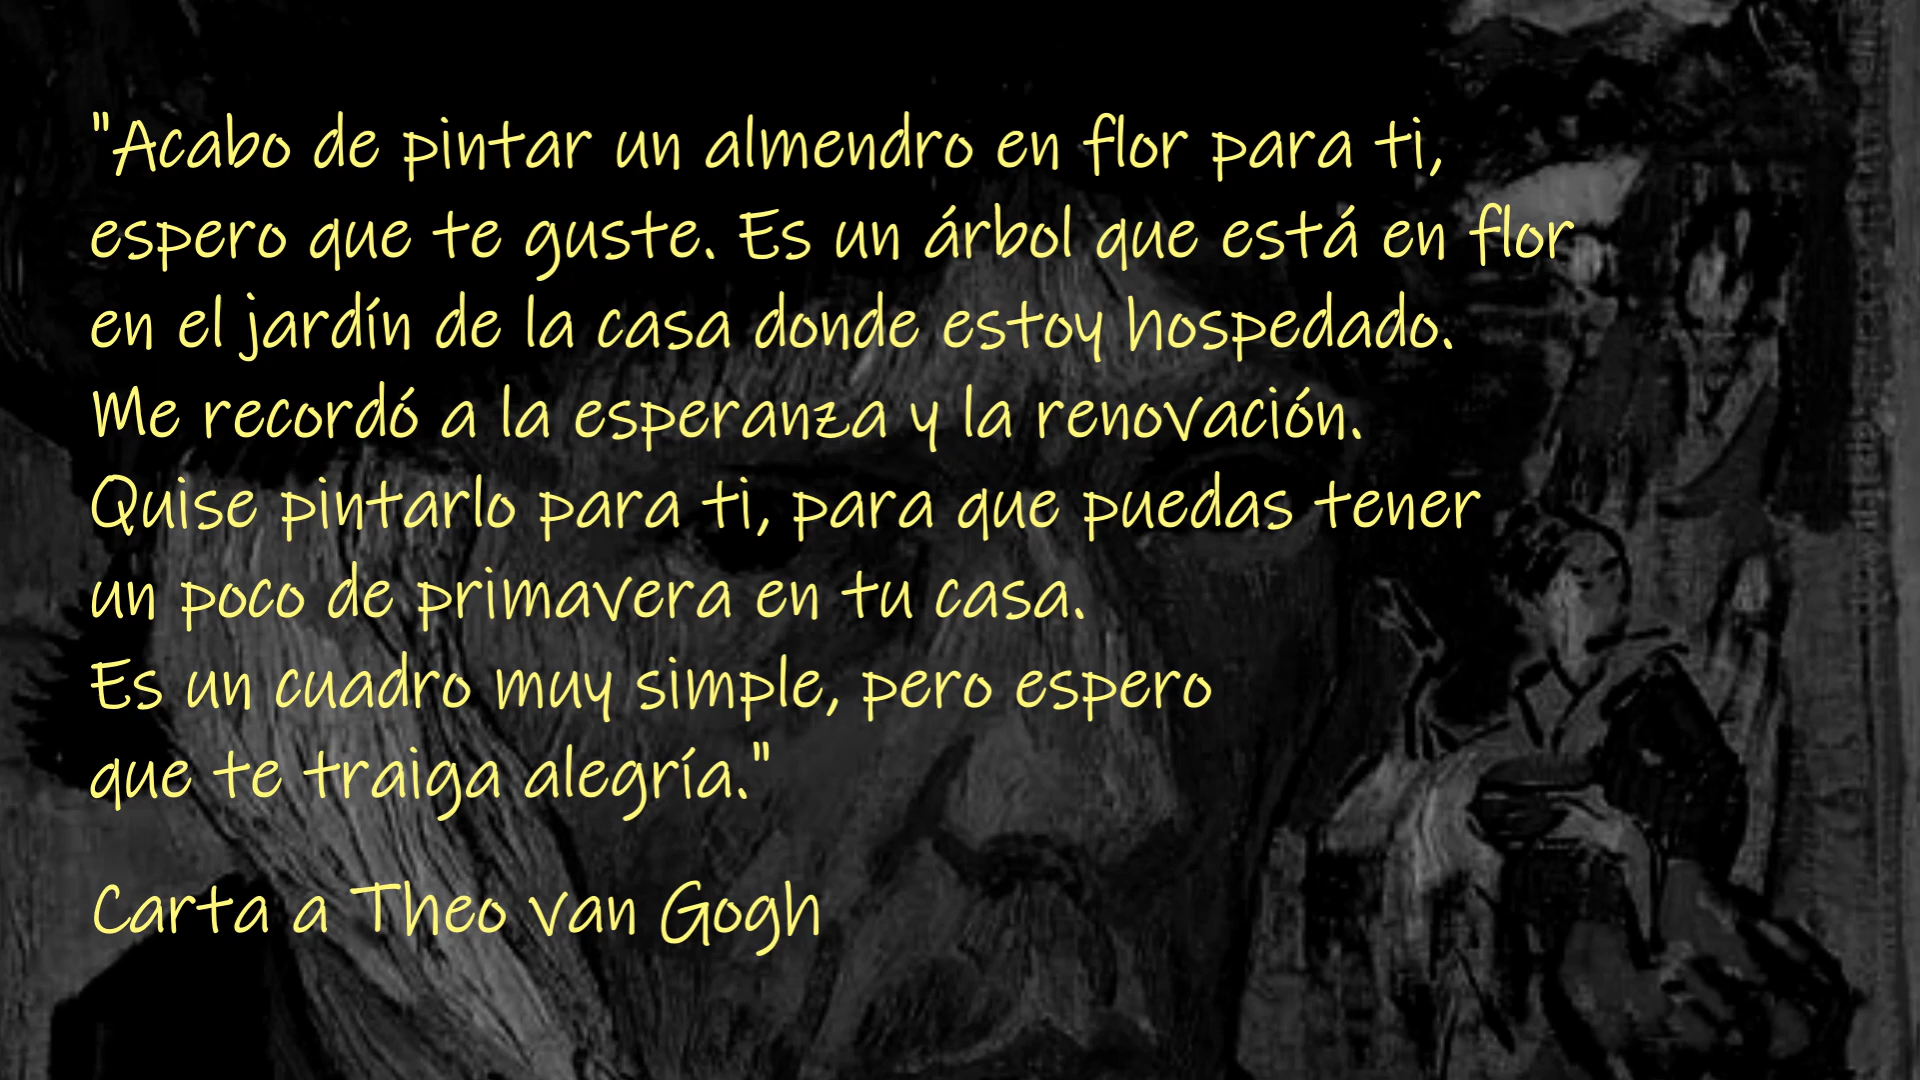 "Acabo de pintar un almendro en flor para ti,
espero que te guste. Es un árbol que está en flor
en el jardín de la casa donde estoy hospedado.
Me recordó a la esperanza y la renovación.
Quise pintarlo para ti, para que puedas tener
un poco de primavera en tu casa.
Es un cuadro muy simple, pero espero
que te traiga alegría."
Carta a Theo van Gogh